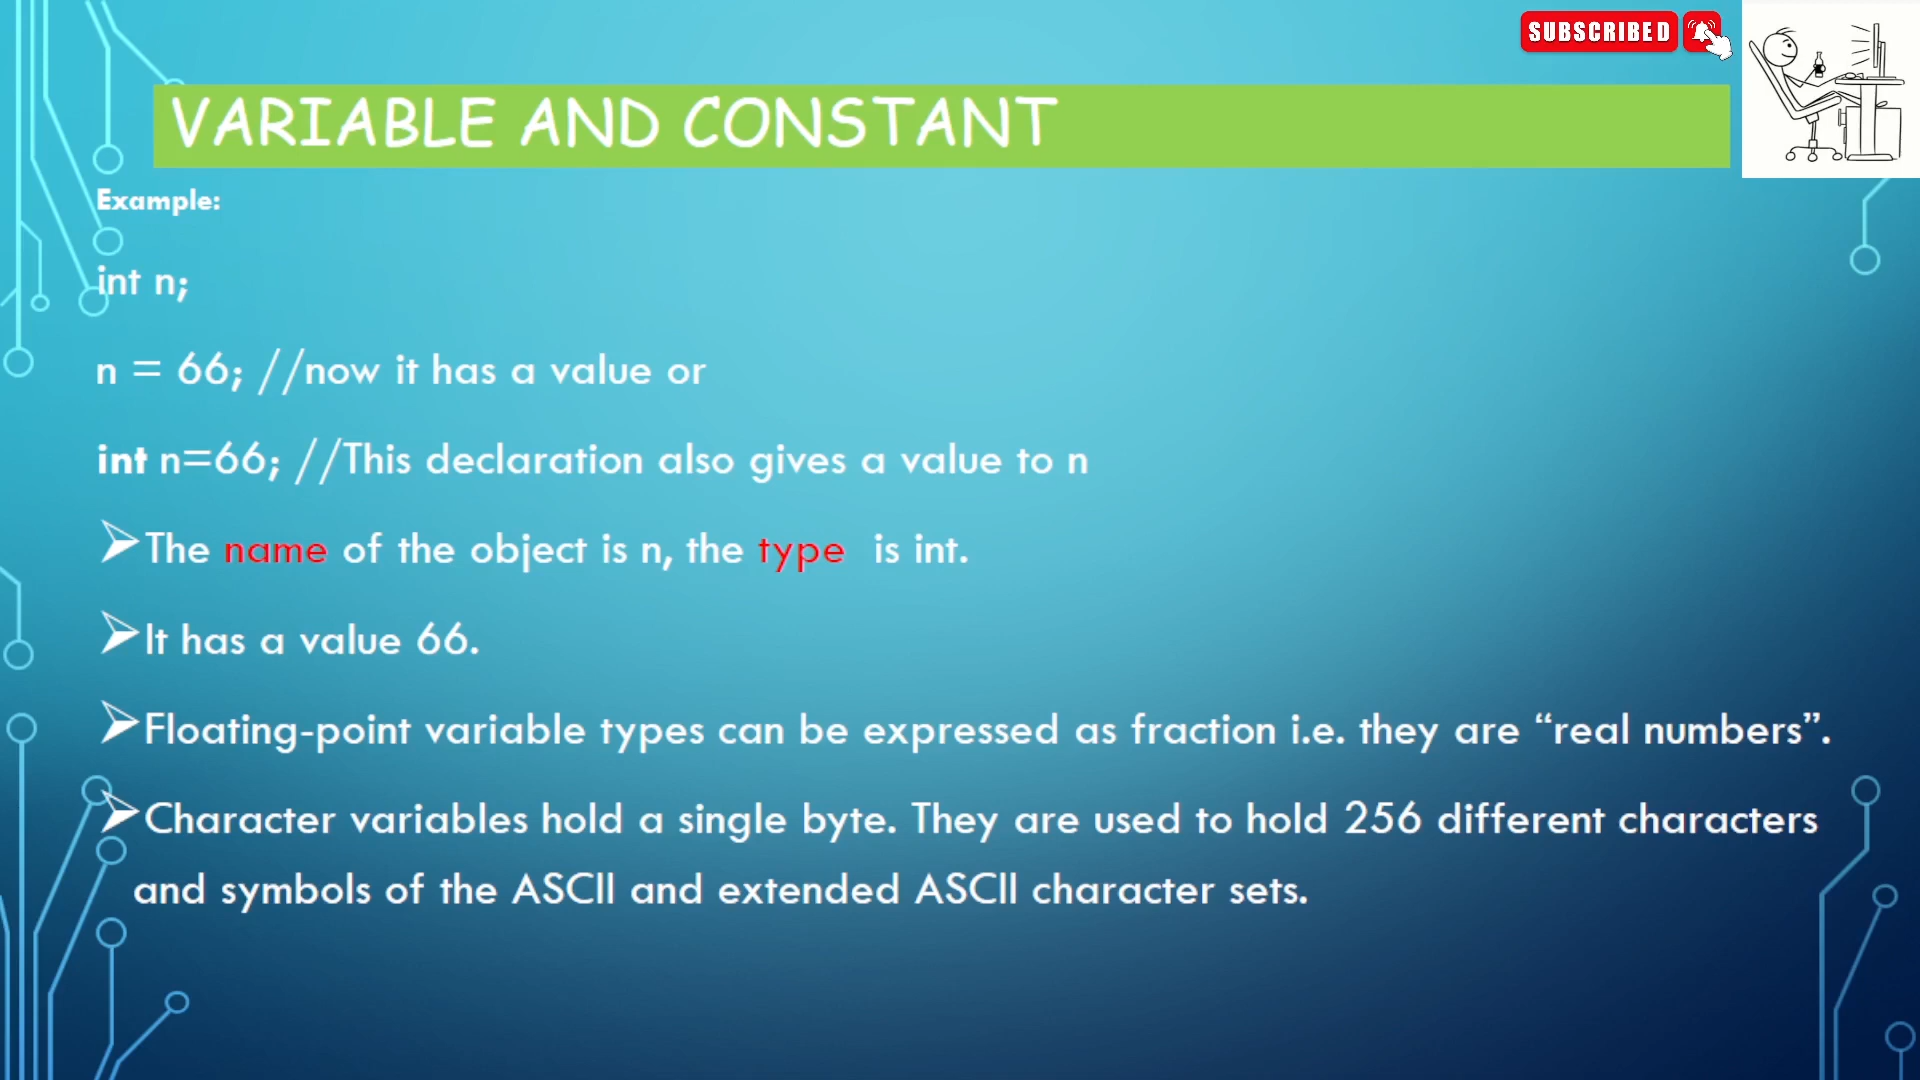 SUBSCRIBED
VARIABLE AND CONSTANT
Example:
int n;
n = 66; //now it has a value or
int n=66; //This declaration also gives a value to n
➢The name of the object is n, the type is int.
➢It has a value 66.
➢Floating-point variable types can be expressed as fraction i.e. they are “real numbers”.
➢Character variables hold a single byte. They are used to hold 256 different characters
and symbols of the ASCII and extended ASCII character sets.